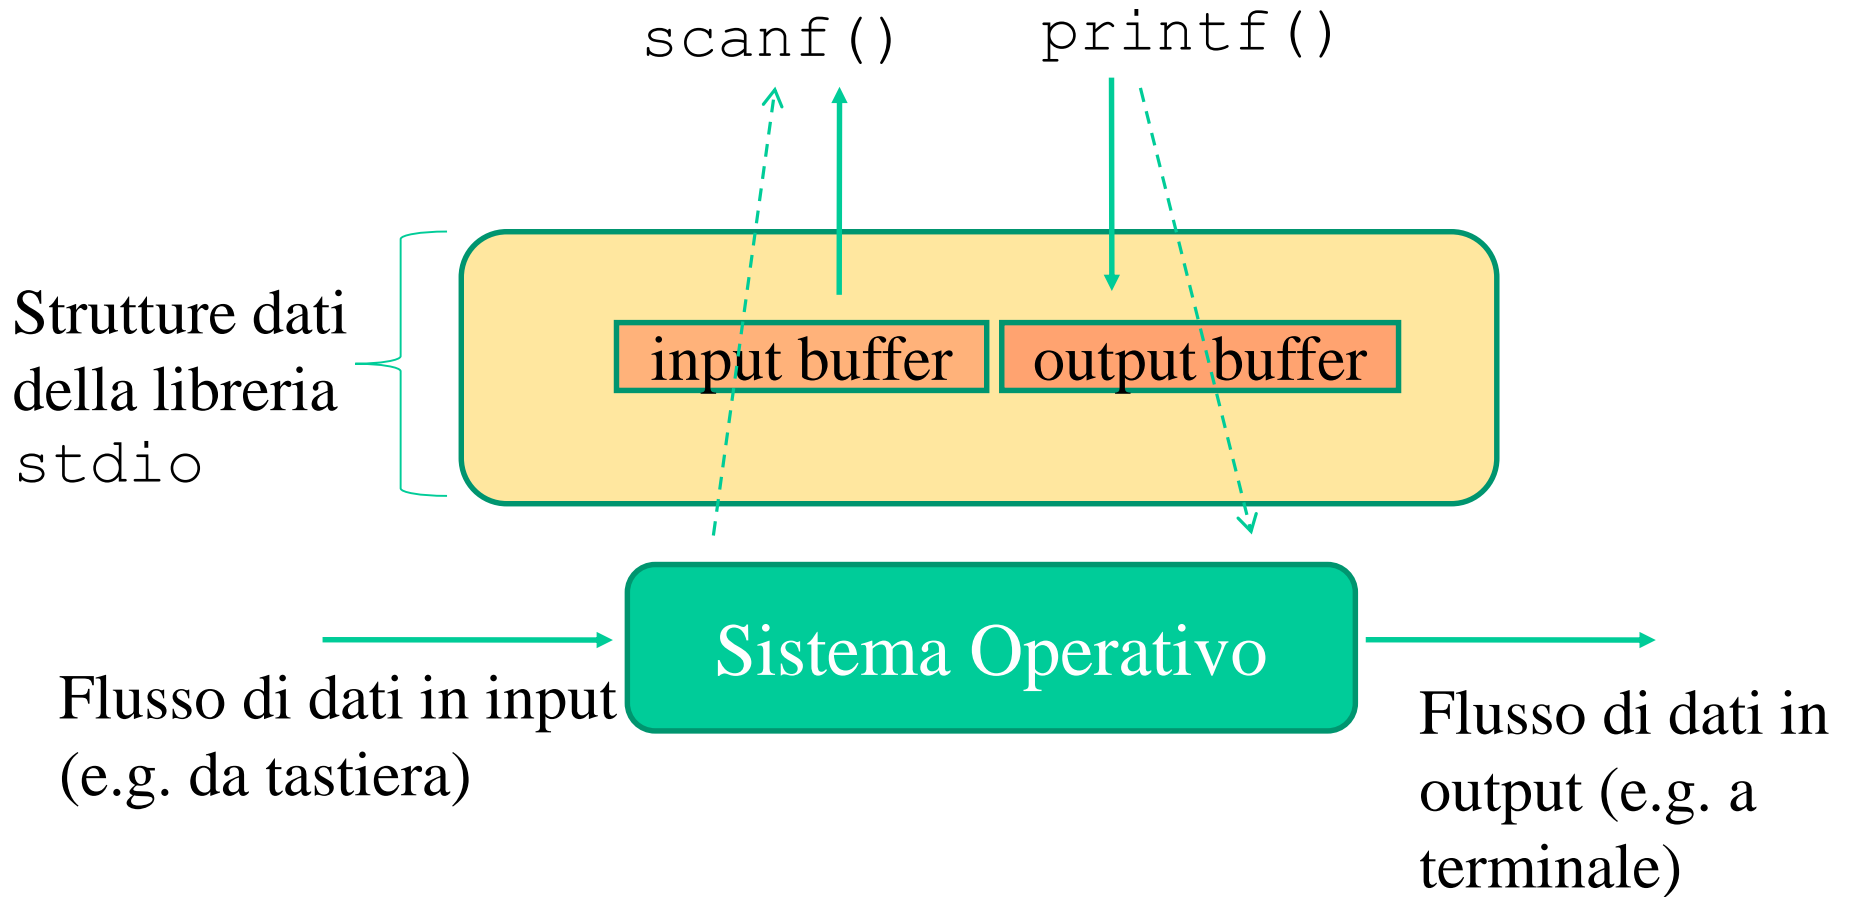 scanf()
printf()
Strutture dati
della libreria
stdio
input buffer
output buffer
Sistema Operativo
Flusso di dati in input
(e.g. da tastiera)
Flusso di dati in
output (e.g. a
terminale)